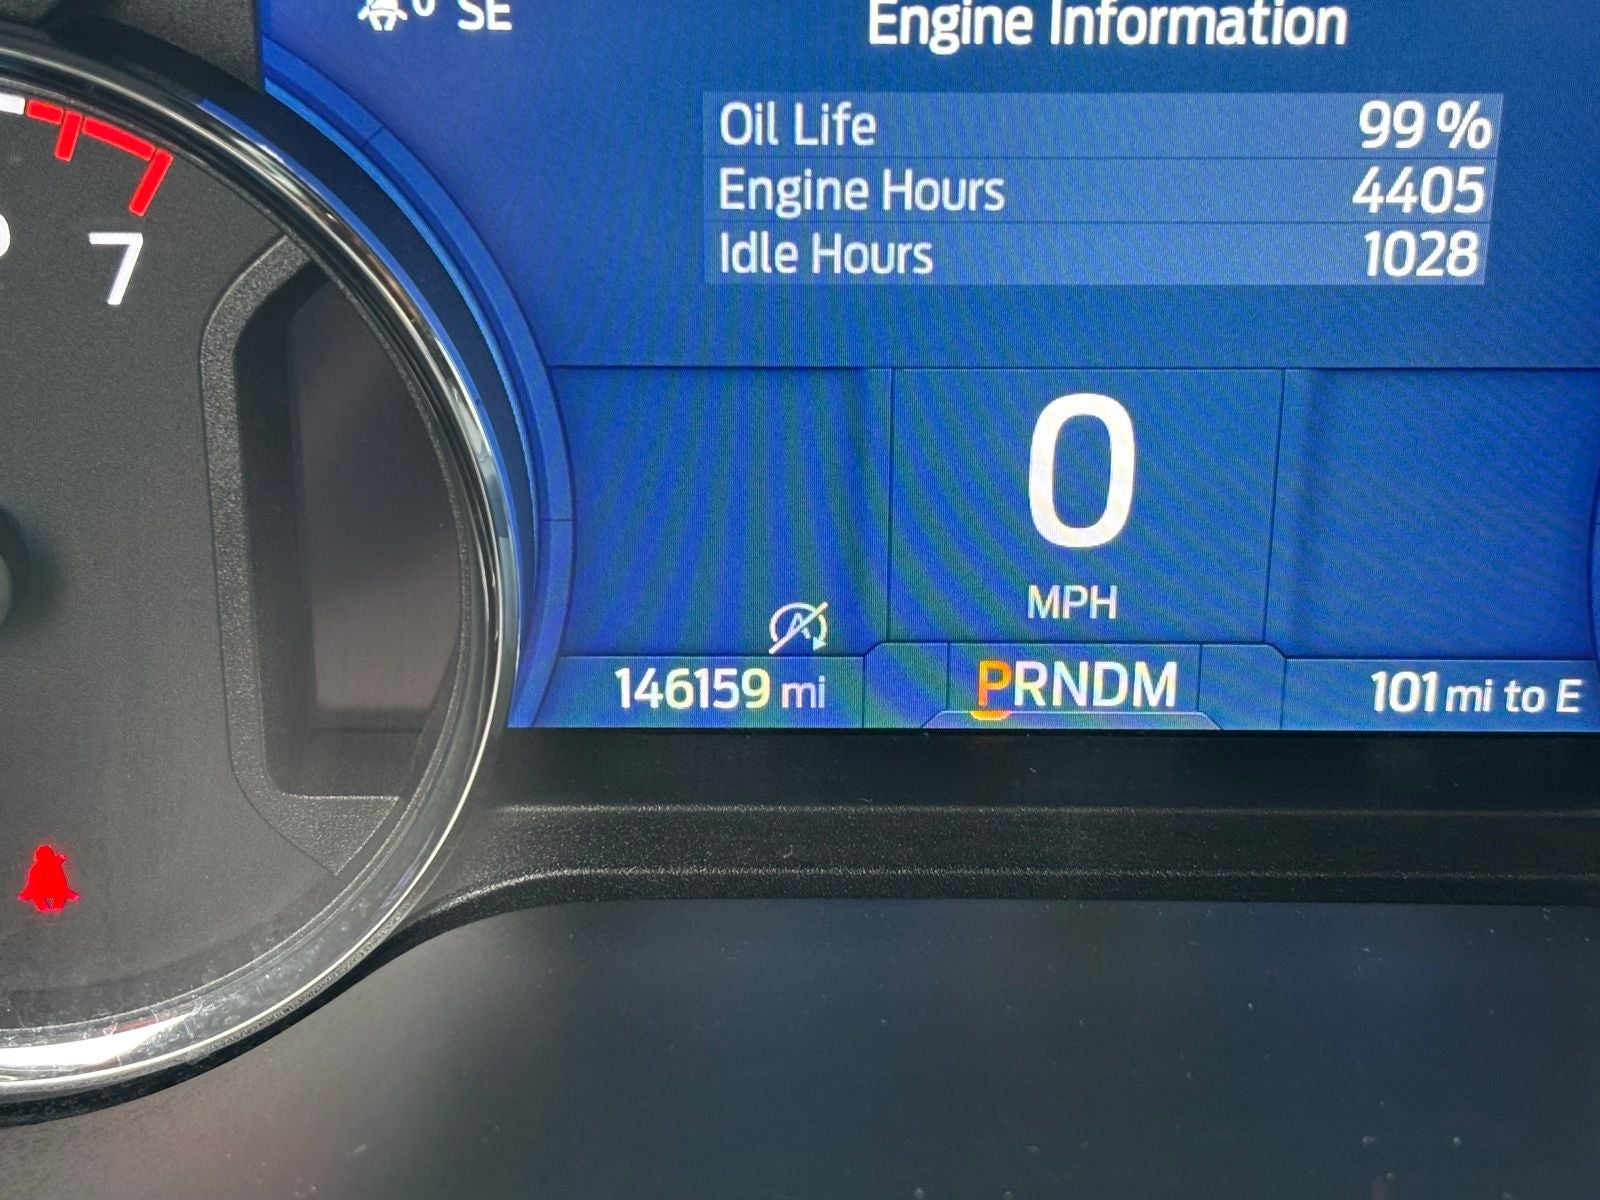 SE
Engine Information
Oil Life 99 %
Engine Hours 4405
Idle Hours 1028
7
0
MPH
A
146159 mi
PRNDM
101 mi to E